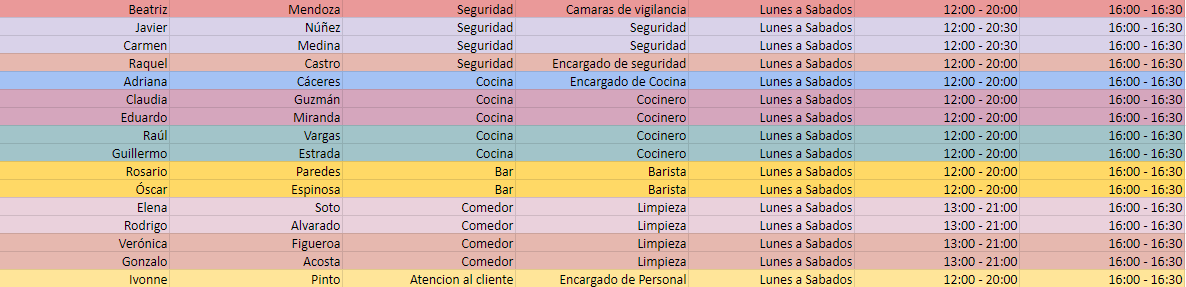 Beatriz Mendoza Seguridad Camaras de vigilancia Lunes a Sabados 12:00 - 20:00 16:00 - 16:30
Javier Núñez Seguridad Seguridad Lunes a Sabados 12:00 - 20:30 16:00 - 16:30
Carmen Medina Seguridad Seguridad Lunes a Sabados 12:00 - 20:30 16:00 - 16:30
Raquel Castro Seguridad Encargado de seguridad Lunes a Sabados 12:00 - 20:00 16:00 - 16:30
Adriana Cáceres Cocina Encargado de Cocina Lunes a Sabados 12:00 - 20:00 16:00 - 16:30
Claudia Guzmán Cocina Cocinero Lunes a Sabados 12:00 - 20:00 16:00 - 16:30
Eduardo Miranda Cocina Cocinero Lunes a Sabados 12:00 - 20:00 16:00 - 16:30
Raúl Vargas Cocina Cocinero Lunes a Sabados 12:00 - 20:00 16:00 - 16:30
Guillermo Estrada Cocina Cocinero Lunes a Sabados 12:00 - 20:00 16:00 - 16:30
Rosario Paredes Bar Barista Lunes a Sabados 12:00 - 20:00 16:00 - 16:30
Óscar Espinosa Bar Barista Lunes a Sabados 12:00 - 20:00 16:00 - 16:30
Elena Soto Comedor Limpieza Lunes a Sabados 13:00 - 21:00 16:00 - 16:30
Rodrigo Alvarado Comedor Limpieza Lunes a Sabados 13:00 - 21:00 16:00 - 16:30
Verónica Figueroa Comedor Limpieza Lunes a Sabados 13:00 - 21:00 16:00 - 16:30
Gonzalo Acosta Comedor Limpieza Lunes a Sabados 13:00 - 21:00 16:00 - 16:30
Ivonne Pinto Atencion al cliente Encargado de Personal Lunes a Sabados 12:00 - 20:00 16:00 - 16:30